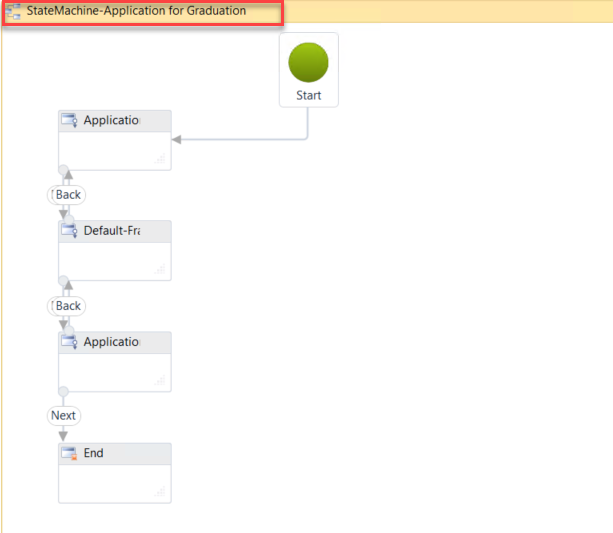 StateMachine-Application for Graduation
Start
Applicatio
Back
Default-Fra
Back
Applicatio
Next
End